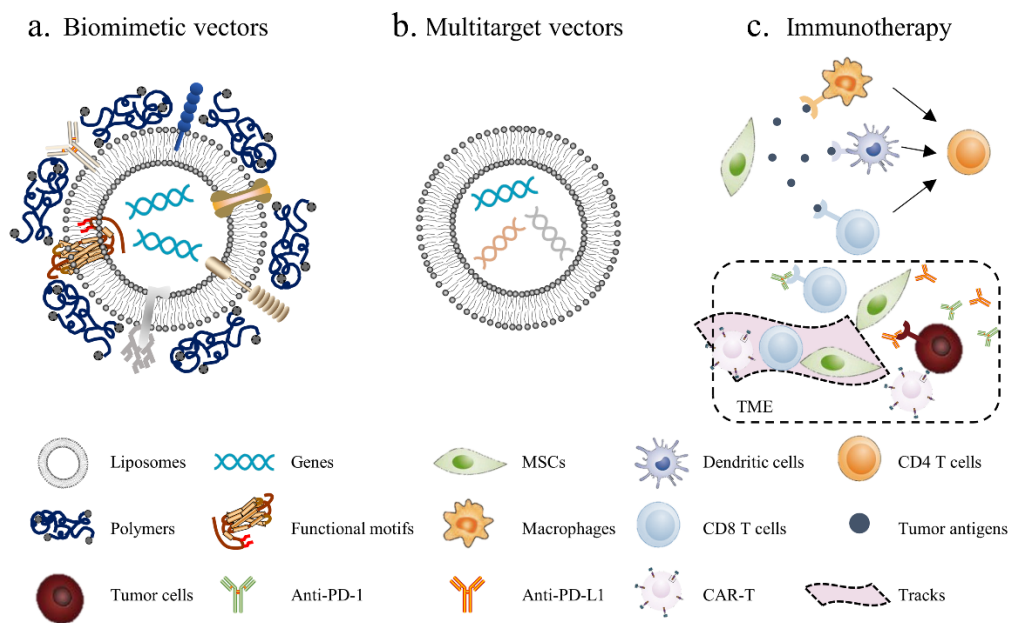 a. Biomimetic vectors
b. Multitarget vectors
c. Immunotherapy
TME
Liposomes
Genes
MSCs
Dendritic cells
CD4 T cells
Polymers
Functional motifs
Macrophages
CD8 T cells
Tumor antigens
Tumor cells
Anti-PD-1
Anti-PD-L1
CAR-T
Tracks